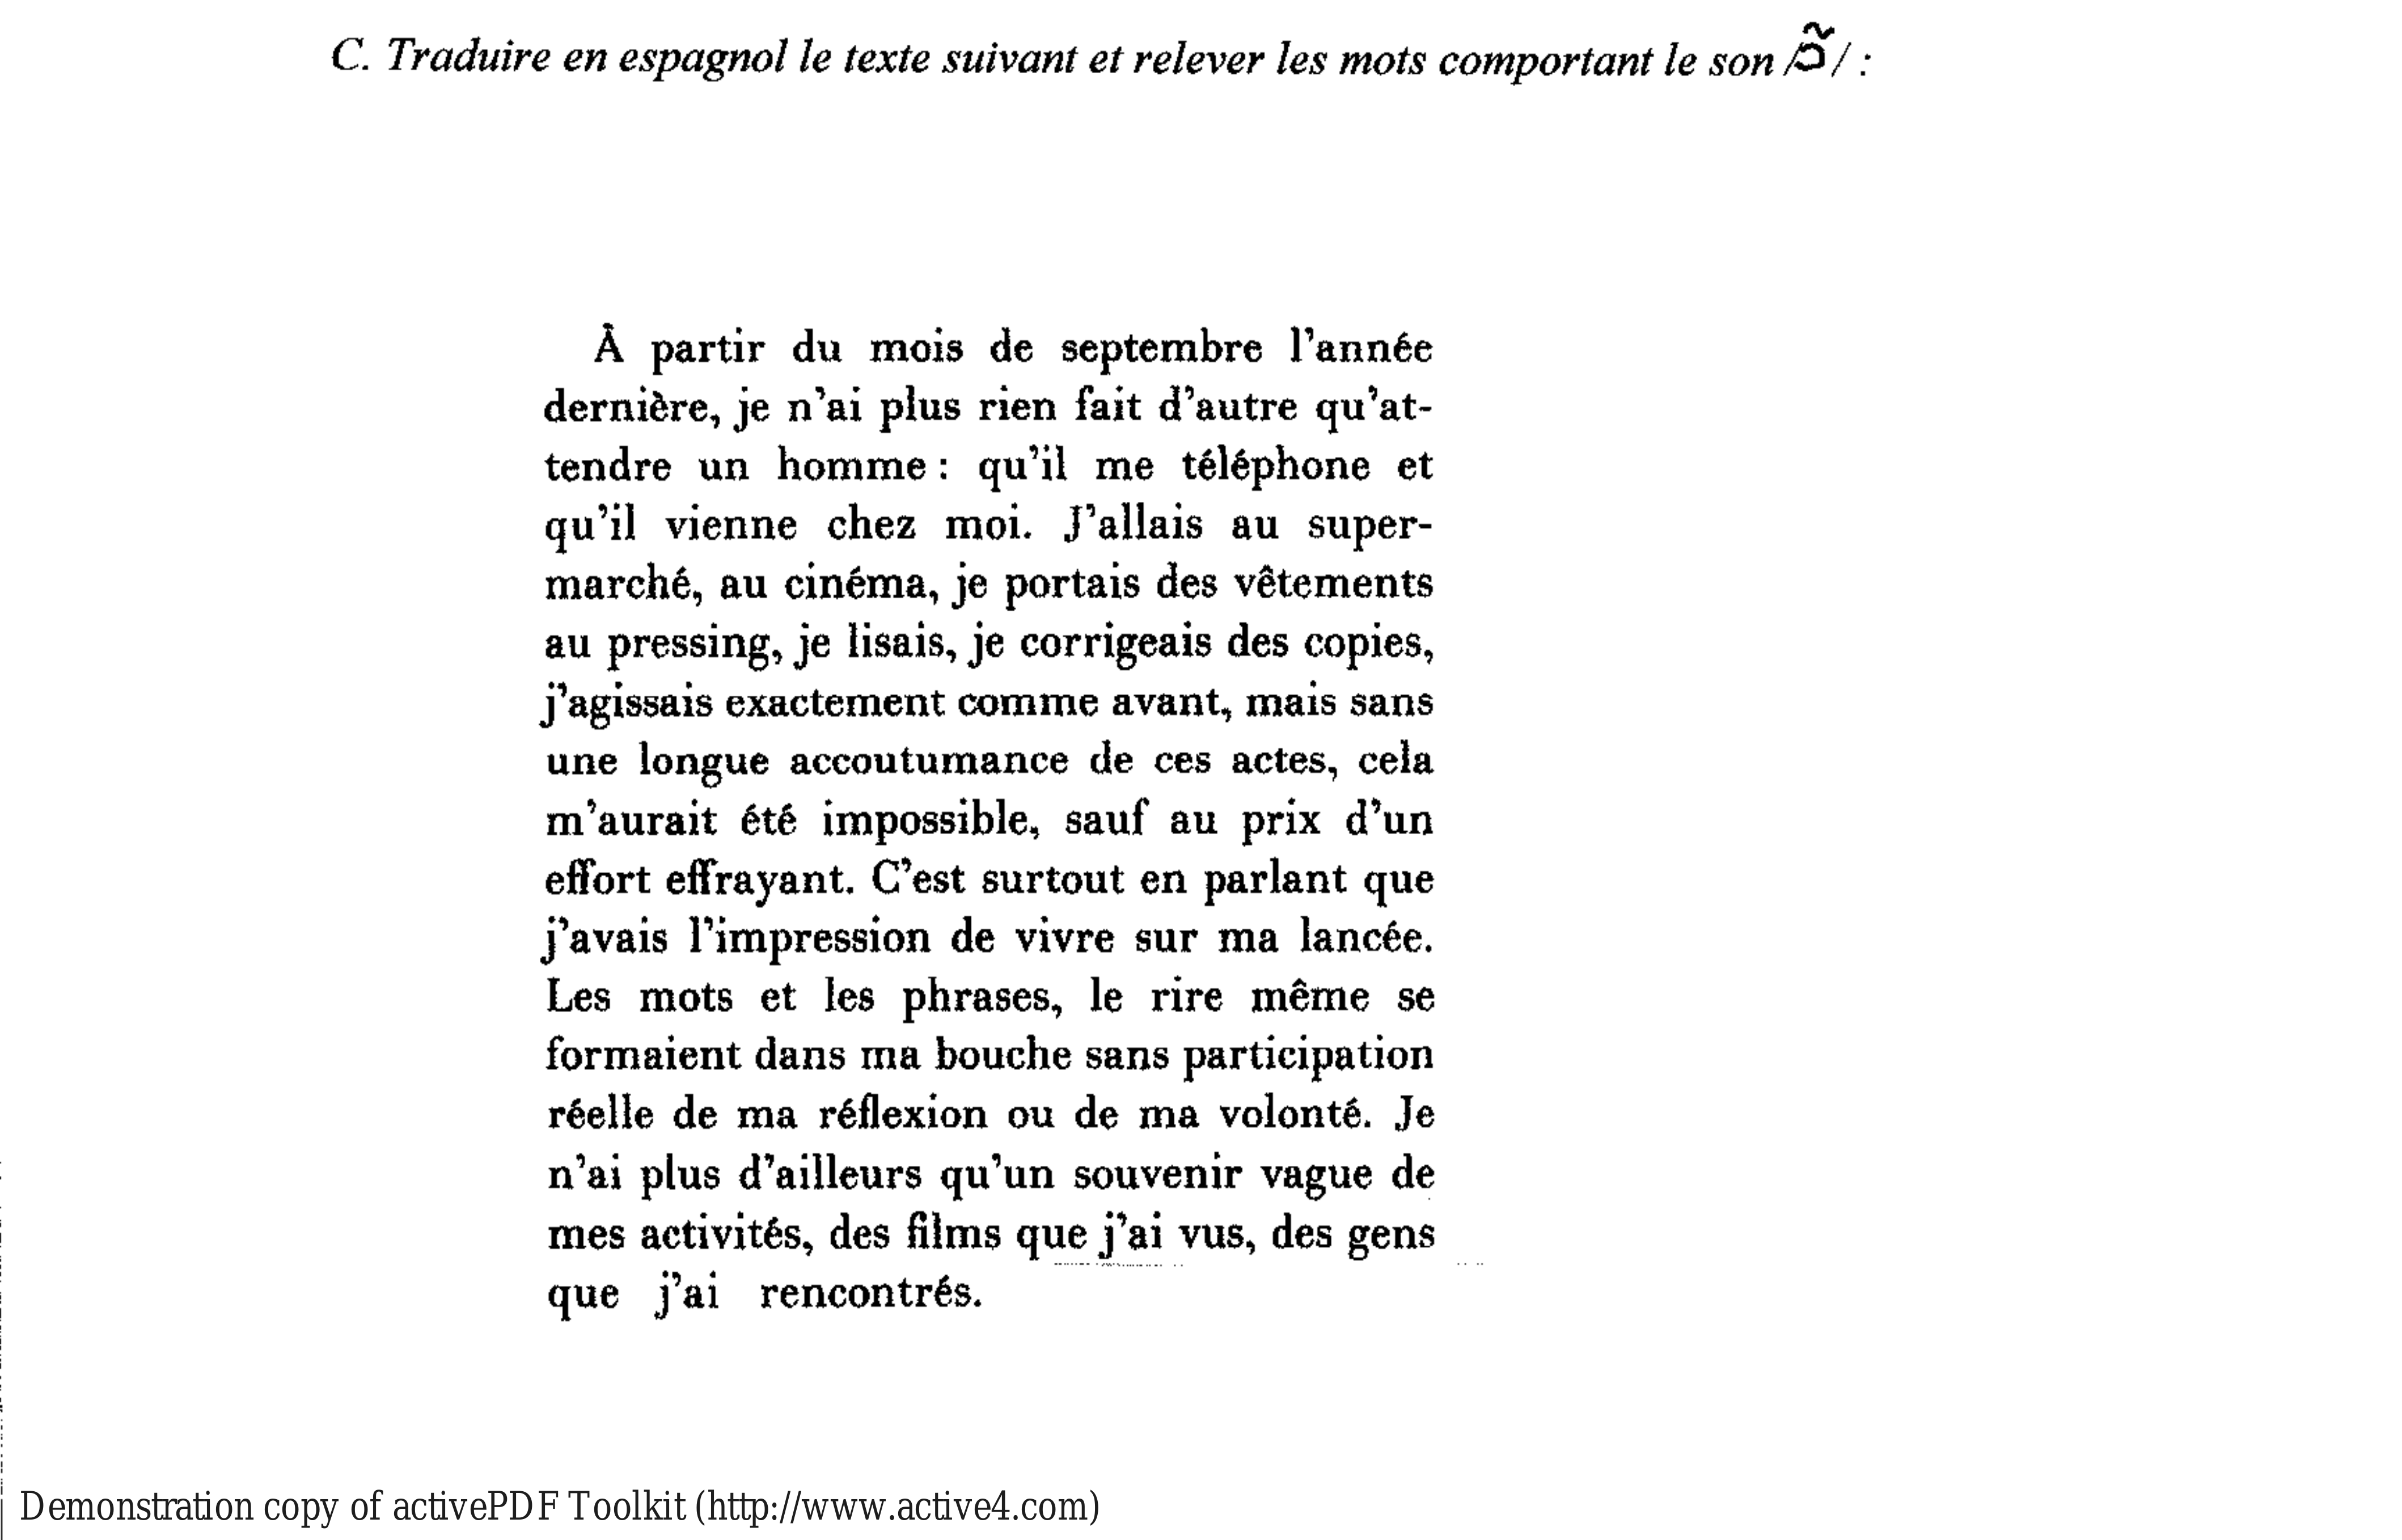 C. Traduire en espagnol le texte suivant et relever les mots comportant le son /ɔ̃/ :
À partir du mois de septembre l'année
dernière, je n'ai plus rien fait d'autre qu'at-
tendre un homme : qu'il me téléphone et
qu'il vienne chez moi. J'allais au super-
marché, au cinéma, je portais des vêtements
au pressing, je lisais, je corrigeais des copies,
j'agissais exactement comme avant, mais sans
une longue accoutumance de ces actes, cela
m'aurait été impossible, sauf au prix d'un
effort effrayant. C'est surtout en parlant que
j'avais l'impression de vivre sur ma lancée.
Les mots et les phrases, le rire même se
formaient dans ma bouche sans participation
réelle de ma réflexion ou de ma volonté. Je
n'ai plus d'ailleurs qu'un souvenir vague de
mes activités, des films que j'ai vus, des gens
que j'ai rencontrés.
Demonstration copy of activePDF Toolkit (http://www.active4.com)